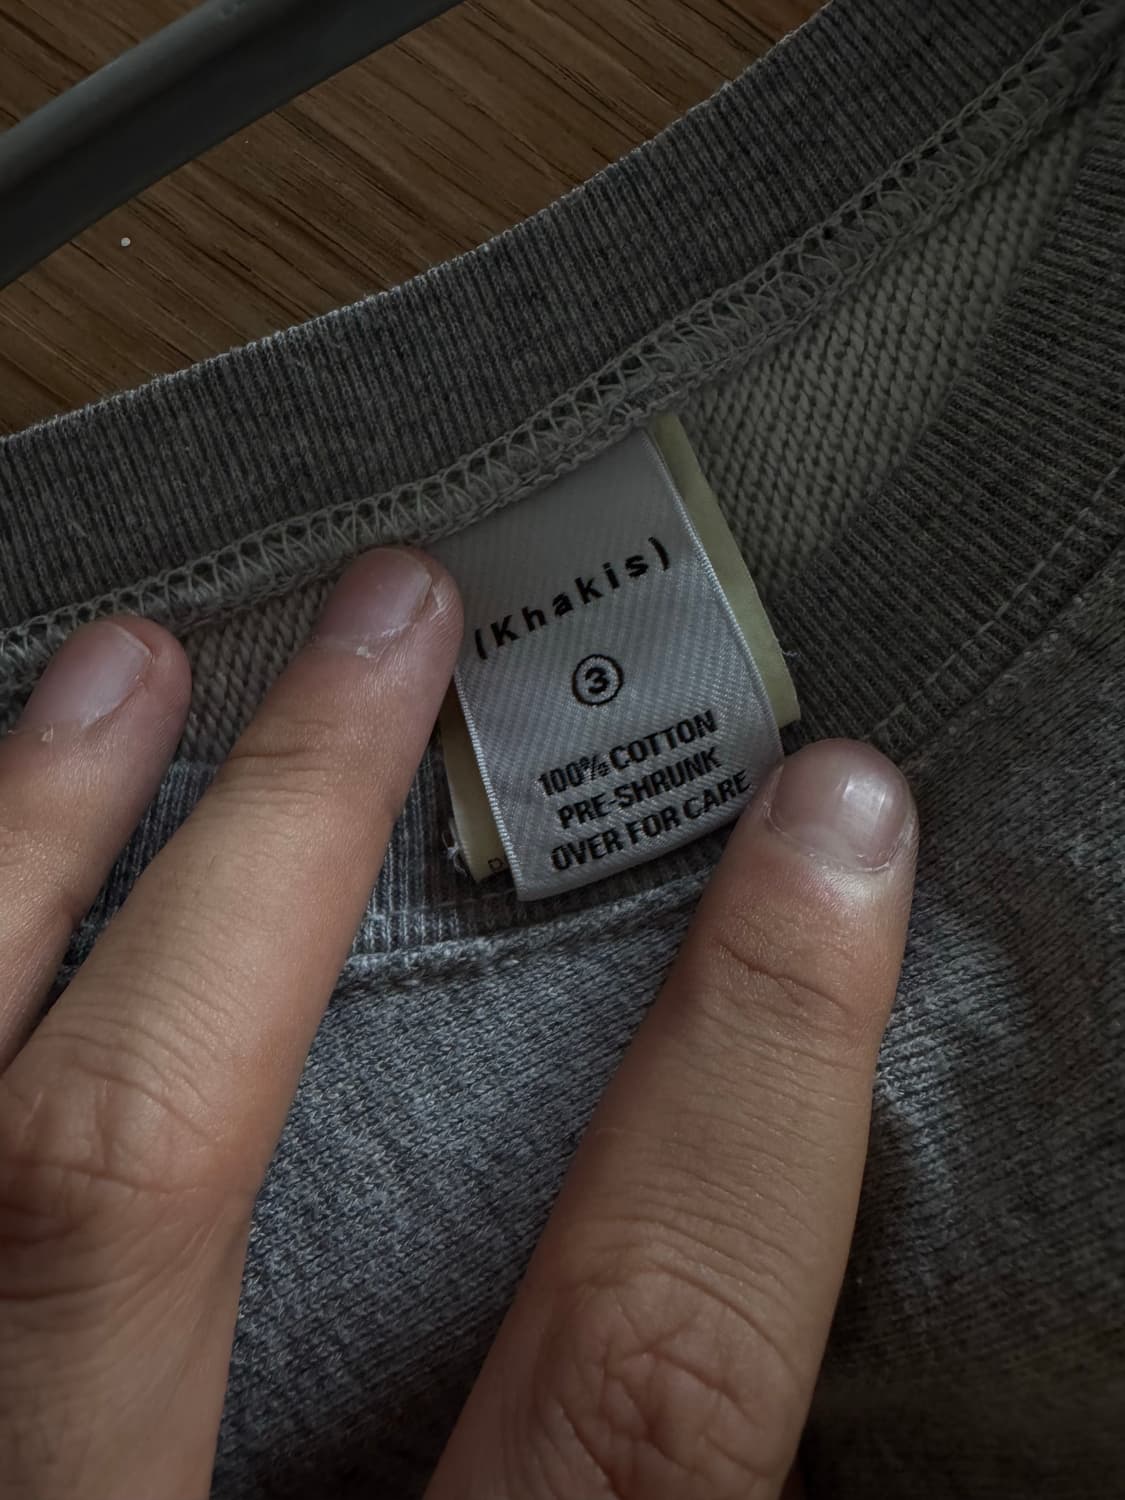 (Khakis)
3
100% COTTON
PRE-SHRUNK
OVER FOR CARE